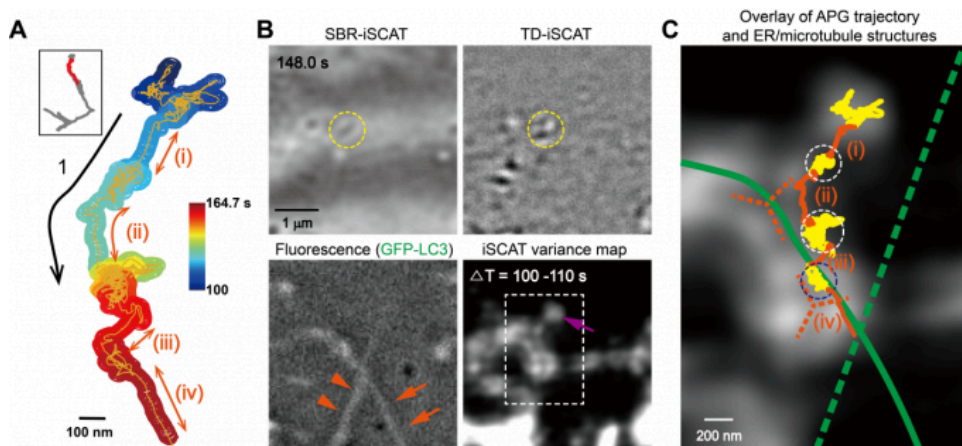 A
1
(i)
(ii)
(iii)
(iv)
164.7 s
100
100 nm
B
SBR-iSCAT
TD-iSCAT
148.0 s
1 μm
Fluorescence (GFP-LC3)
iSCAT variance map
△T = 100 -110 s
C
Overlay of APG trajectory
and ER/microtubule structures
(i)
(ii)
(iii)
(iv)
200 nm